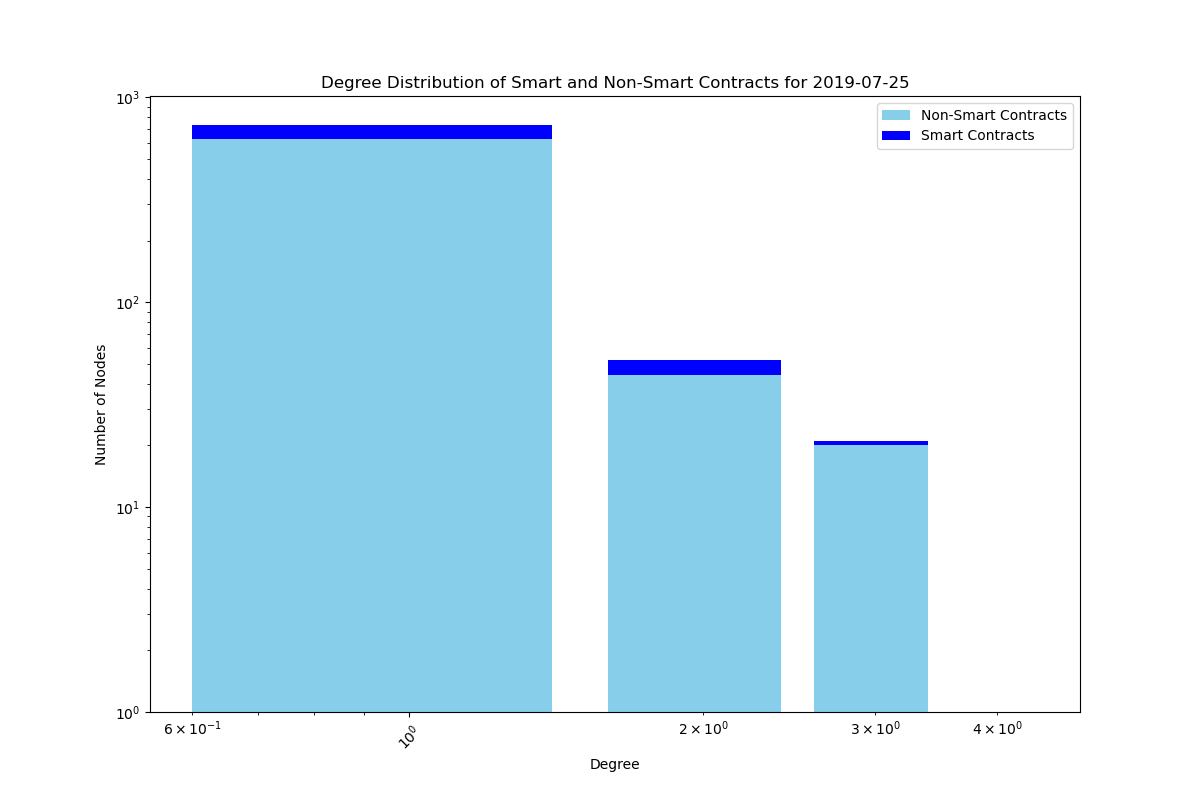 Degree Distribution of Smart and Non-Smart Contracts for 2019-07-25
Non-Smart Contracts
Smart Contracts
Number of Nodes
10³
10²
10¹
10⁰
6 × 10⁻¹
10⁰
2 × 10⁰
3 × 10⁰
4 × 10⁰
Degree